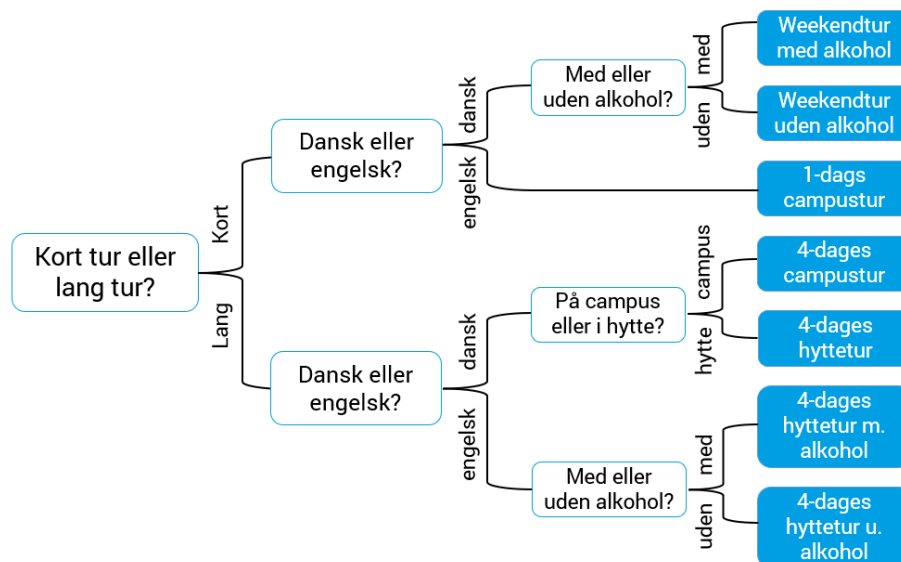 Kort tur eller
lang tur?
Kort
Lang
Dansk eller
engelsk?
dansk
engelsk
Med eller
uden alkohol?
med
uden
Weekendtur
med alkohol
Weekendtur
uden alkohol
1-dags
campustur
Dansk eller
engelsk?
dansk
engelsk
På campus
eller i hytte?
campus
hytte
4-dages
campustur
4-dages
hyttetur
Med eller
uden alkohol?
med
uden
4-dages
hyttetur m.
alkohol
4-dages
hyttetur u.
alkohol